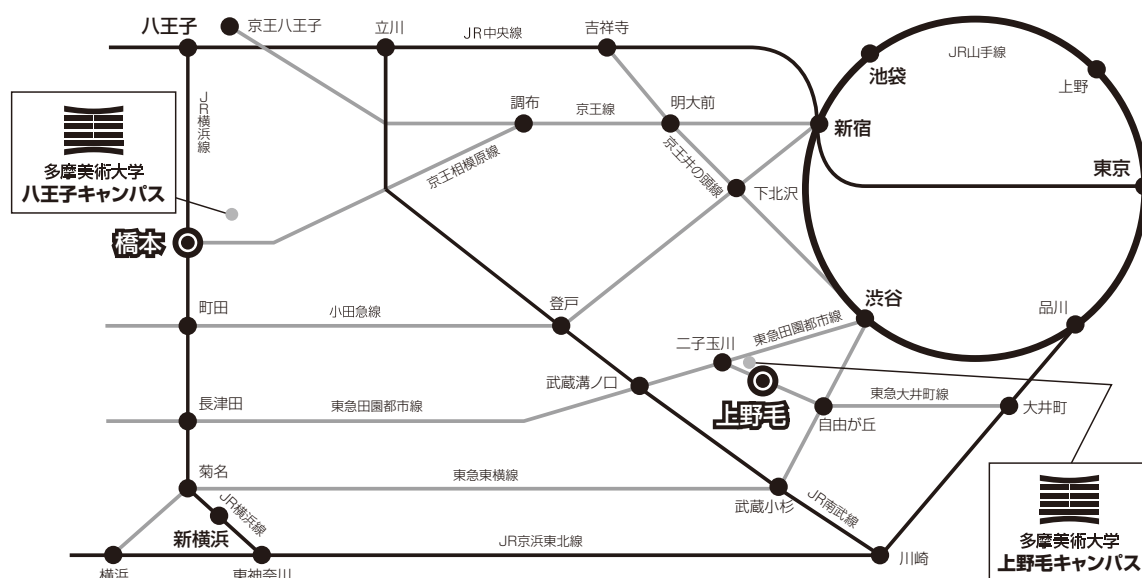 八王子
京王八王子
立川
JR中央線
吉祥寺
池袋
JR山手線
上野
JR横浜線
調布
京王線
明大前
新宿
多摩美術大学
八王子キャンパス
京王相模原線
京王井の頭線
下北沢
東京
橋本
町田
小田急線
登戸
渋谷
品川
二子玉川
東急田園都市線
武蔵溝ノ口
上野毛
長津田
東急田園都市線
自由が丘
東急大井町線
大井町
菊名
東急東横線
武蔵小杉
JR横浜線
新横浜
JR南武線
JR京浜東北線
川崎
横浜
東神奈川
多摩美術大学
上野毛キャンパス